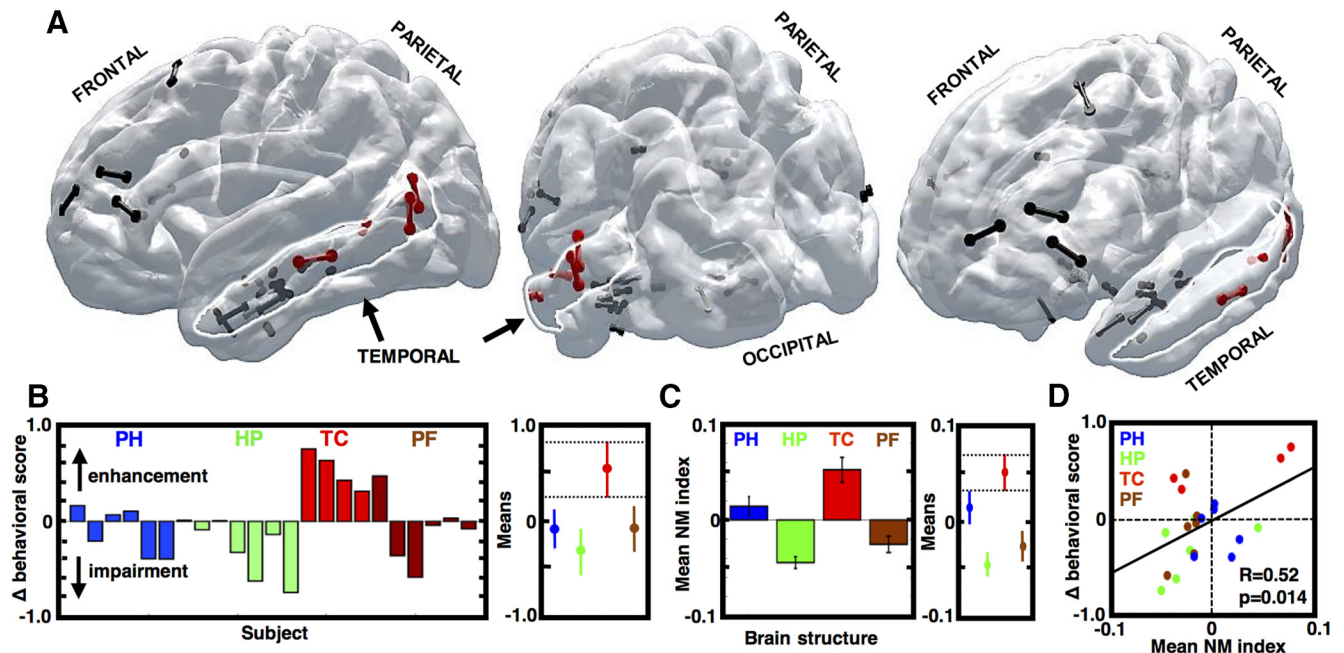 A
FRONTAL
PARIETAL
PARIETAL
FRONTAL
PARIETAL
TEMPORAL
OCCIPITAL
TEMPORAL
B
Δ behavioral score
1.0
0
-1.0
PH HP TC PF
enhancement
impairment
Subject
Means
1.0
0
-1.0
C
Mean NM index
0.1
0
-0.1
PH HP TC PF
Brain structure
Means
0.1
0
-0.1
D
Δ behavioral score
1.0
0
-1.0
PH
HP
TC
PF
R=0.52
p=0.014
-0.1 0 0.1
Mean NM index